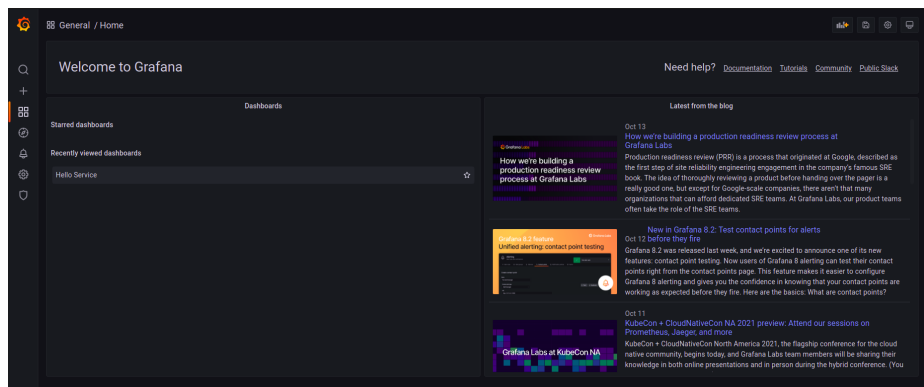 General / Home
Welcome to Grafana
Need help? Documentation Tutorials Community Public Slack
Dashboards
Starred dashboards
Recently viewed dashboards
Hello Service
Latest from the blog
Grafana Labs
How we're building a
production readiness review
process at Grafana Labs
Oct 13
How we're building a production readiness review process at
Grafana Labs
Production readiness review (PRR) is a process that originated at Google, described as
the first step of site reliability engineering engagement in the company's famous SRE
book. The idea of thoroughly reviewing a product before handing over the pager is a
really good one, but except for Google-scale companies, there aren't that many
organizations that can afford dedicated SRE teams. At Grafana Labs, our product teams
often take the role of the SRE teams.
Grafana 8.2 feature
Unified alerting: contact point testing
New in Grafana 8.2: Test contact points for alerts
Oct 12 before they fire
Grafana 8.2 was released last week, and we're excited to announce one of its new
features: contact point testing. Now users of Grafana 8 alerting can test their contact
points right from the contact points page. This feature makes it easier to configure
Grafana 8 alerting and gives you the confidence in knowing that your contact points are
working as expected before they fire. Here are the basics: What are contact points?
Grafana Labs at KubeCon NA
Oct 11
KubeCon + CloudNativeCon NA 2021 preview: Attend our sessions on
Prometheus, Jaeger, and more
KubeCon + CloudNativeCon North America 2021, the flagship conference for the cloud
native community, begins today, and Grafana Labs team members will be sharing their
knowledge in both online presentations and in person during the hybrid conference. (You